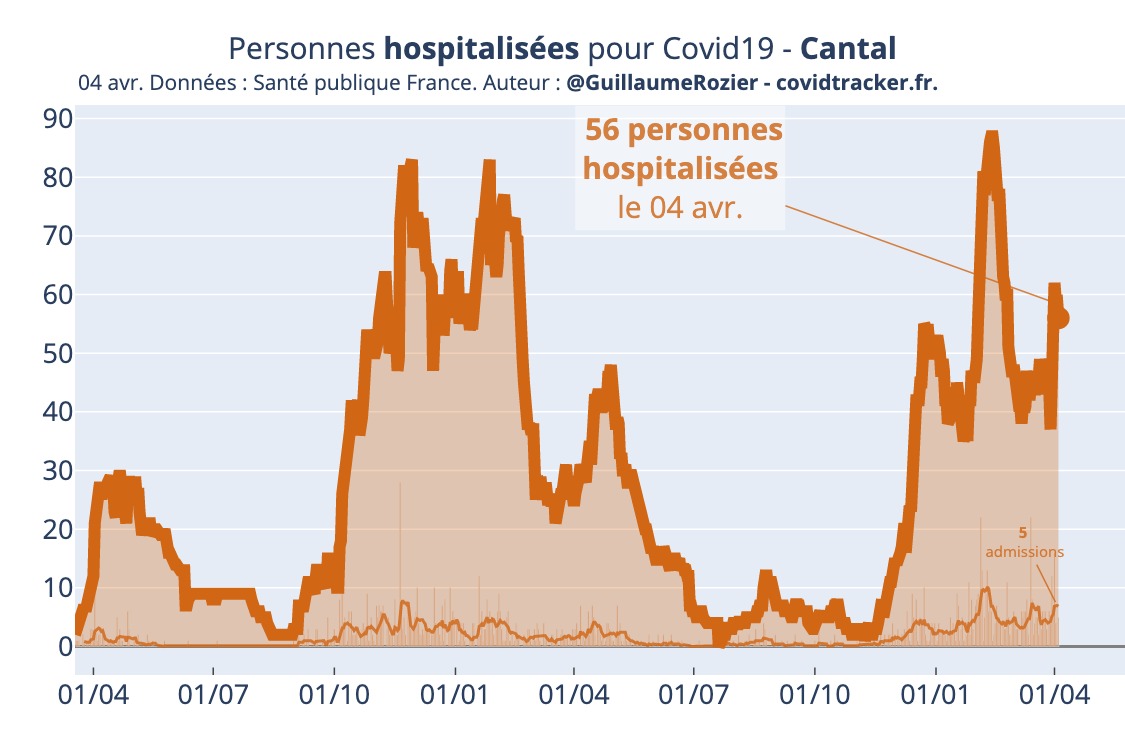 Personnes hospitalisées pour Covid19 - Cantal
04 avr. Données : Santé publique France. Auteur : @GuillaumeRozier - covidtracker.fr.
56 personnes
hospitalisées
le 04 avr.
90
80
70
60
50
40
30
20
10
0
5
admissions
01/04 01/07 01/10 01/01 01/04 01/07 01/10 01/01 01/04